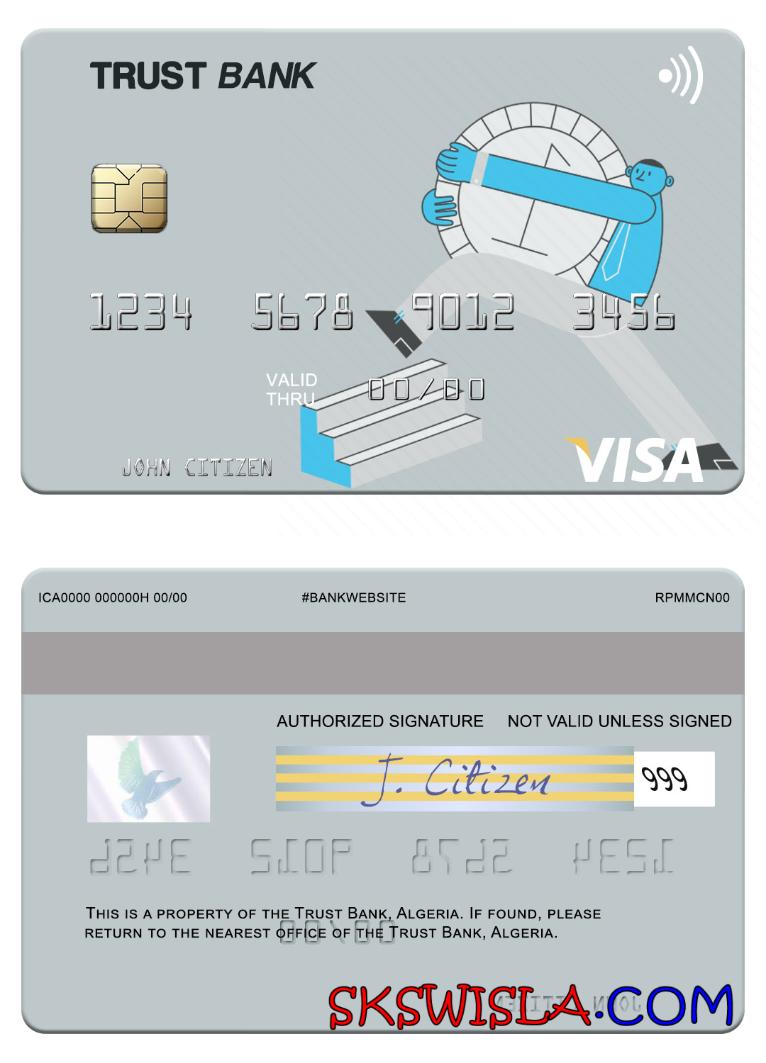 TRUST BANK
1234 5678 9012 3456
VALID
THRU
00/00
JOHN CITIZEN
VISA
ICA0000 000000H 00/00
#BANKWEBSITE
RPMMCN00
AUTHORIZED SIGNATURE NOT VALID UNLESS SIGNED
J. Citizen
999
THIS IS A PROPERTY OF THE TRUST BANK, ALGERIA. IF FOUND, PLEASE
RETURN TO THE NEAREST OFFICE OF THE TRUST BANK, ALGERIA.
SKSWISLA.COM